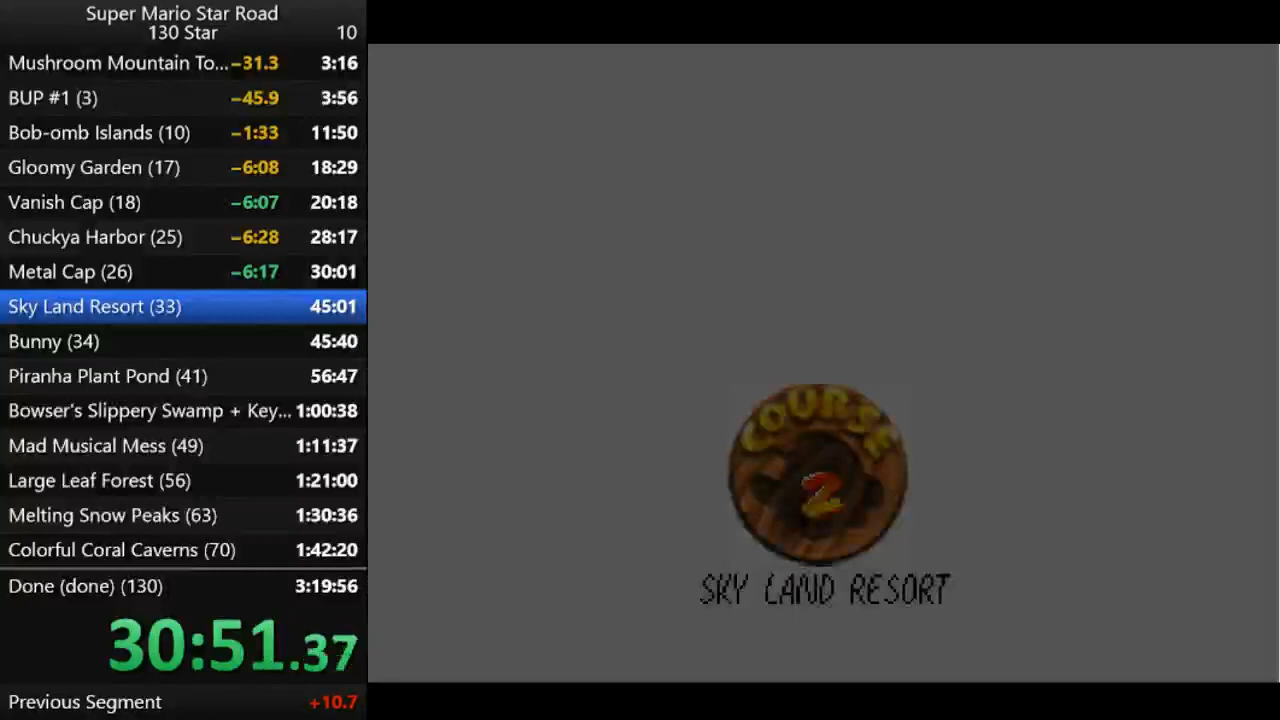 Super Mario Star Road
130 Star 10
Mushroom Mountain To... −31.3 3:16
BUP #1 (3) −45.9 3:56
Bob-omb Islands (10) −1:33 11:50
Gloomy Garden (17) −6:08 18:29
Vanish Cap (18) −6:07 20:18
Chuckya Harbor (25) −6:28 28:17
Metal Cap (26) −6:17 30:01
Sky Land Resort (33) 45:01
Bunny (34) 45:40
Piranha Plant Pond (41) 56:47
Bowser's Slippery Swamp + Key... 1:00:38
Mad Musical Mess (49) 1:11:37
Large Leaf Forest (56) 1:21:00
Melting Snow Peaks (63) 1:30:36
Colorful Coral Caverns (70) 1:42:20
Done (done) (130) 3:19:56
30:51.37
Previous Segment +10.7
COURSE
2
SKY LAND RESORT